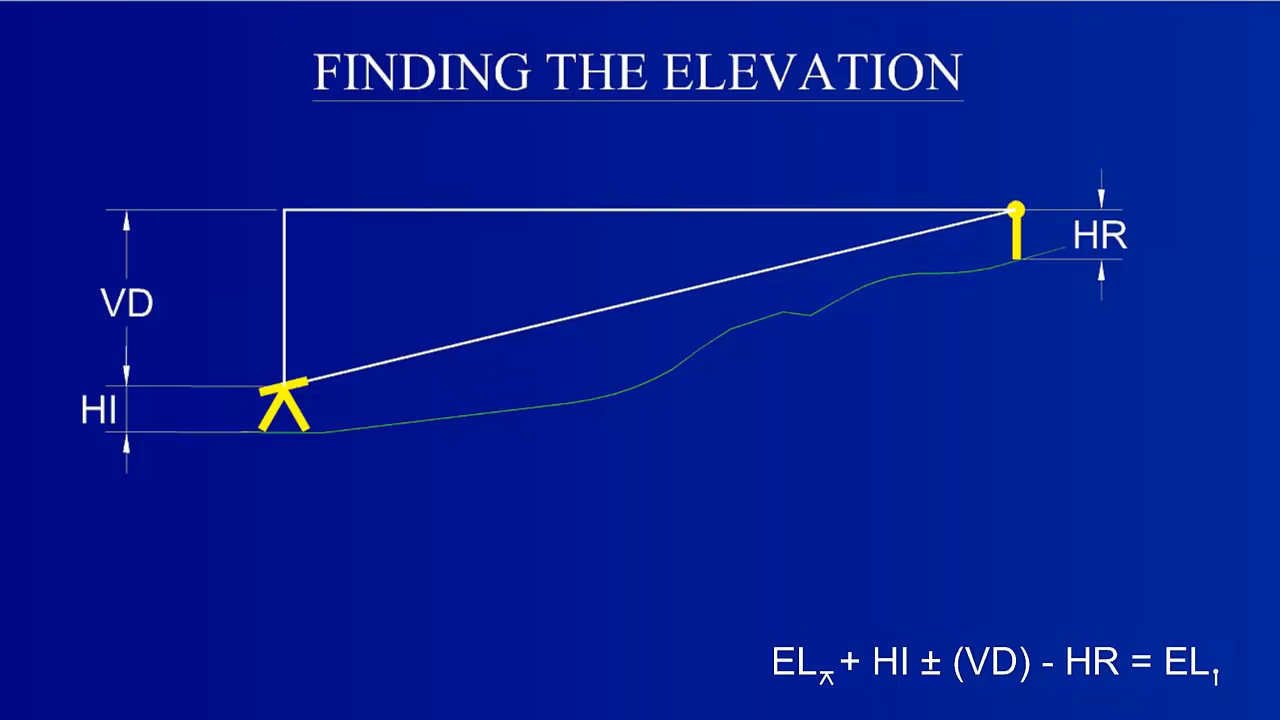 FINDING THE ELEVATION
HR
VD
HI
EL + HI ± (VD) - HR = EL